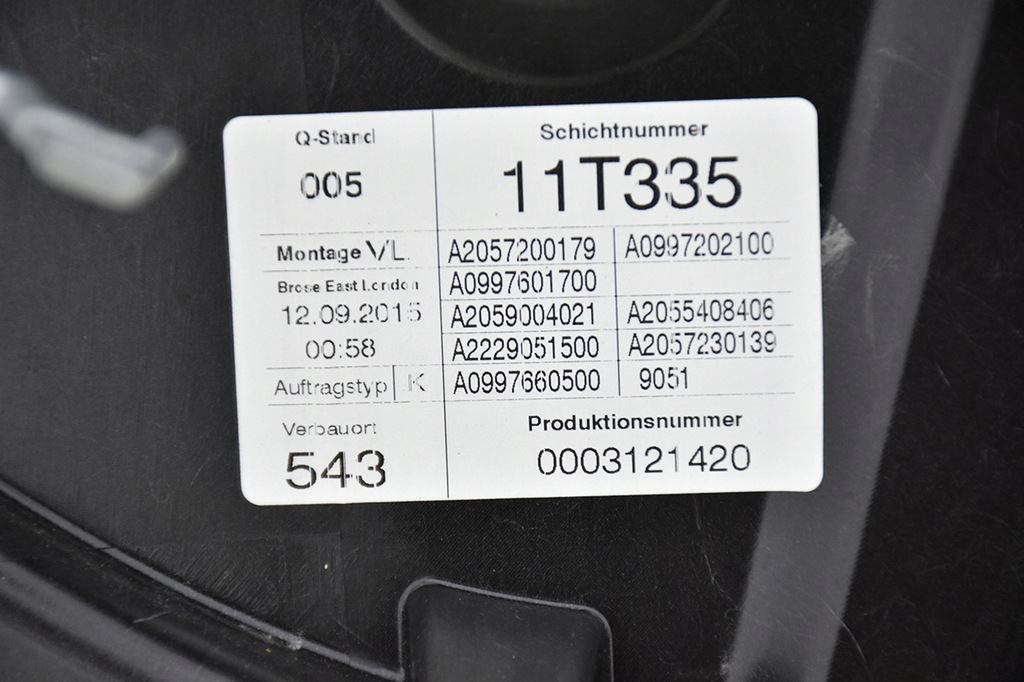 Q-Stand
005
Schichtnummer
11T335
Montage V/L.
Brose East London
12.09.2015
00:58
Auftragstyp K
A2057200179 A0997202100
A0997601700
A2059004021 A2055408406
A2229051500 A2057230139
A0997660500 9051
Verbauort
543
Produktionsnummer
0003121420